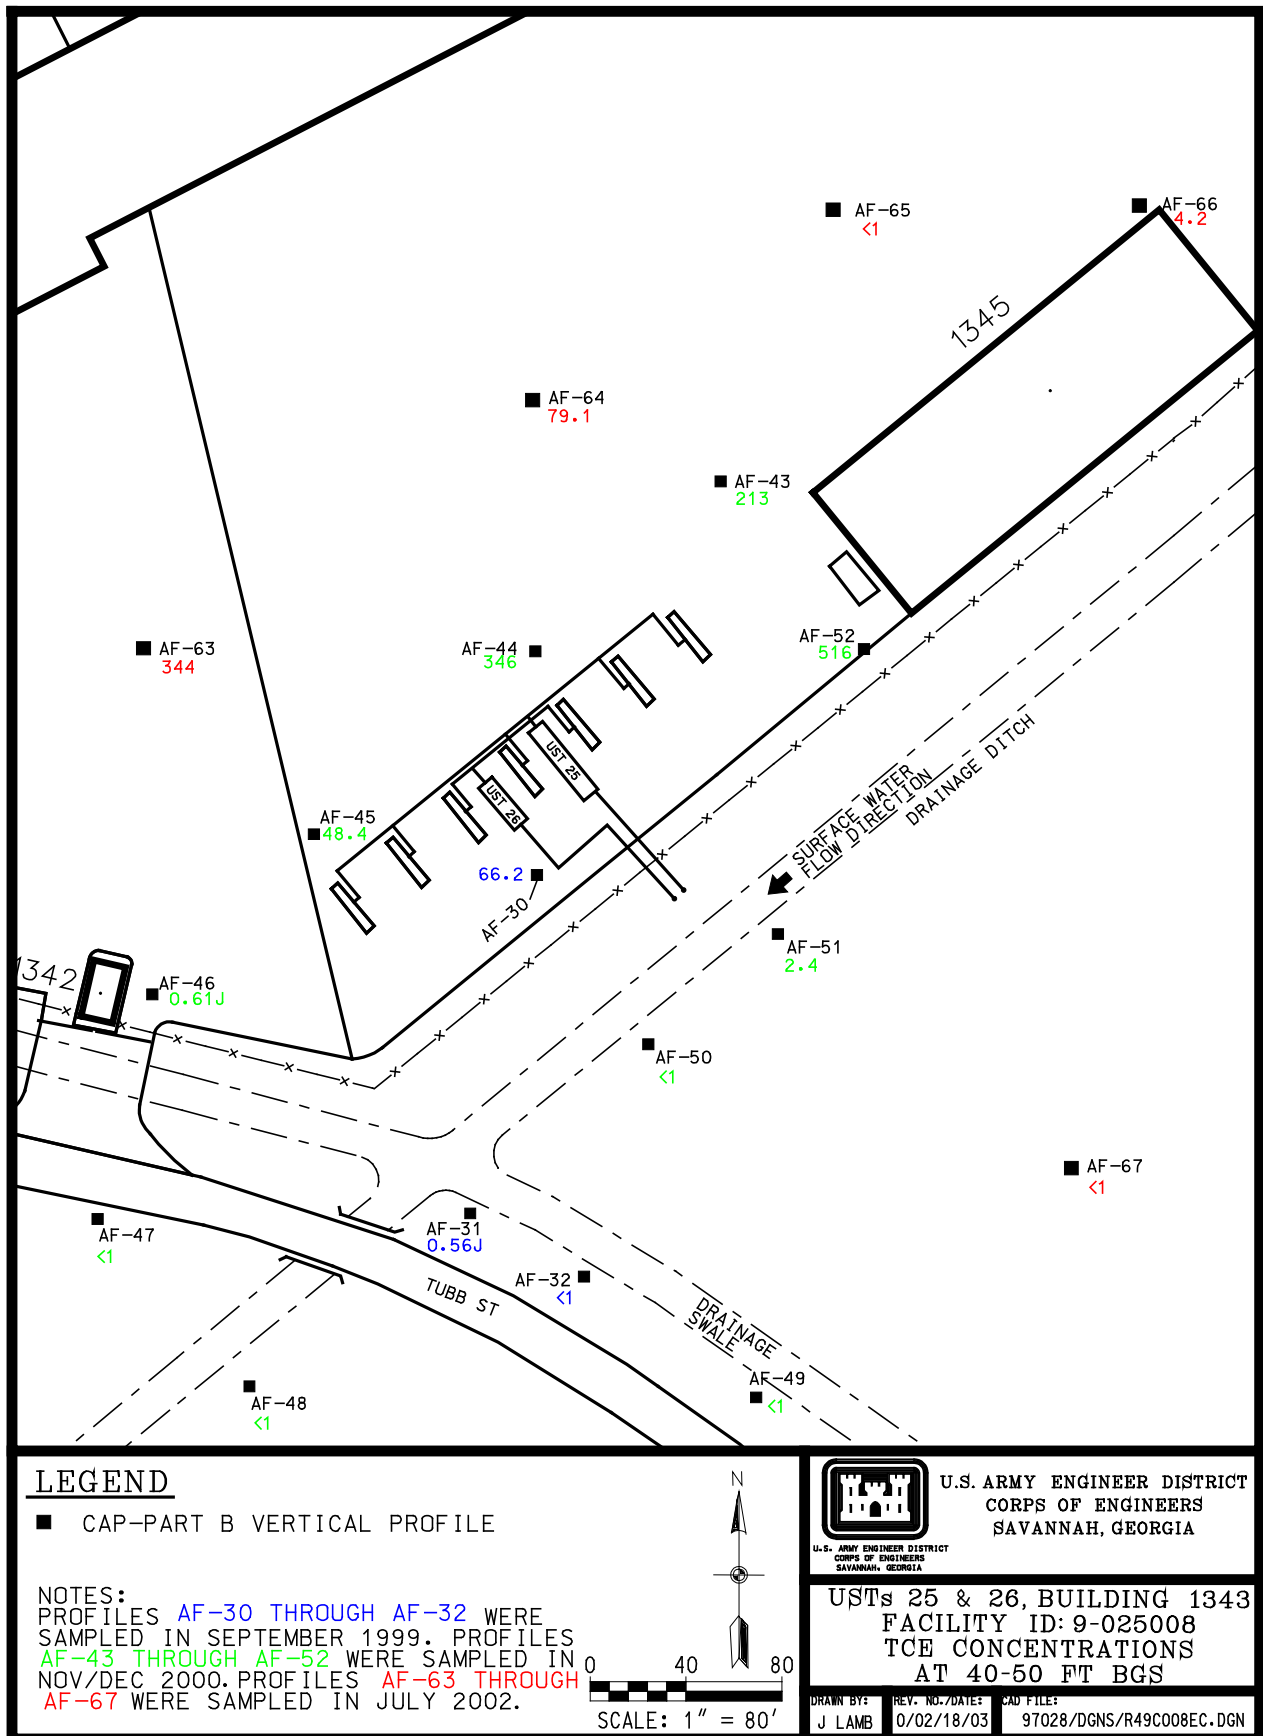 AF-65
<1
AF-66
4.2
1345
AF-64
79.1
AF-43
213
AF-63
344
AF-44
346
AF-52
516
UST 25
UST 26
AF-45
48.4
66.2
AF-30
SURFACE WATER
FLOW DIRECTION
DRAINAGE DITCH
AF-51
2.4
1342
AF-46
0.61J
AF-50
<1
AF-67
<1
AF-47
<1
AF-31
0.56J
AF-32
<1
TUBB ST
DRAINAGE
SWALE
AF-48
<1
AF-49
<1
LEGEND
CAP-PART B VERTICAL PROFILE
NOTES:
PROFILES AF-30 THROUGH AF-32 WERE
SAMPLED IN SEPTEMBER 1999. PROFILES
AF-43 THROUGH AF-52 WERE SAMPLED IN
NOV/DEC 2000. PROFILES AF-63 THROUGH
AF-67 WERE SAMPLED IN JULY 2002.
N
0 40 80
SCALE: 1" = 80'
U.S. ARMY ENGINEER DISTRICT
CORPS OF ENGINEERS
SAVANNAH, GEORGIA
U.S. ARMY ENGINEER DISTRICT
CORPS OF ENGINEERS
SAVANNAH, GEORGIA
USTs 25 & 26, BUILDING 1343
FACILITY ID: 9-025008
TCE CONCENTRATIONS
AT 40-50 FT BGS
DRAWN BY:
J LAMB
REV. NO./DATE:
0/02/18/03
CAD FILE:
97028/DGNS/R49C008EC.DGN